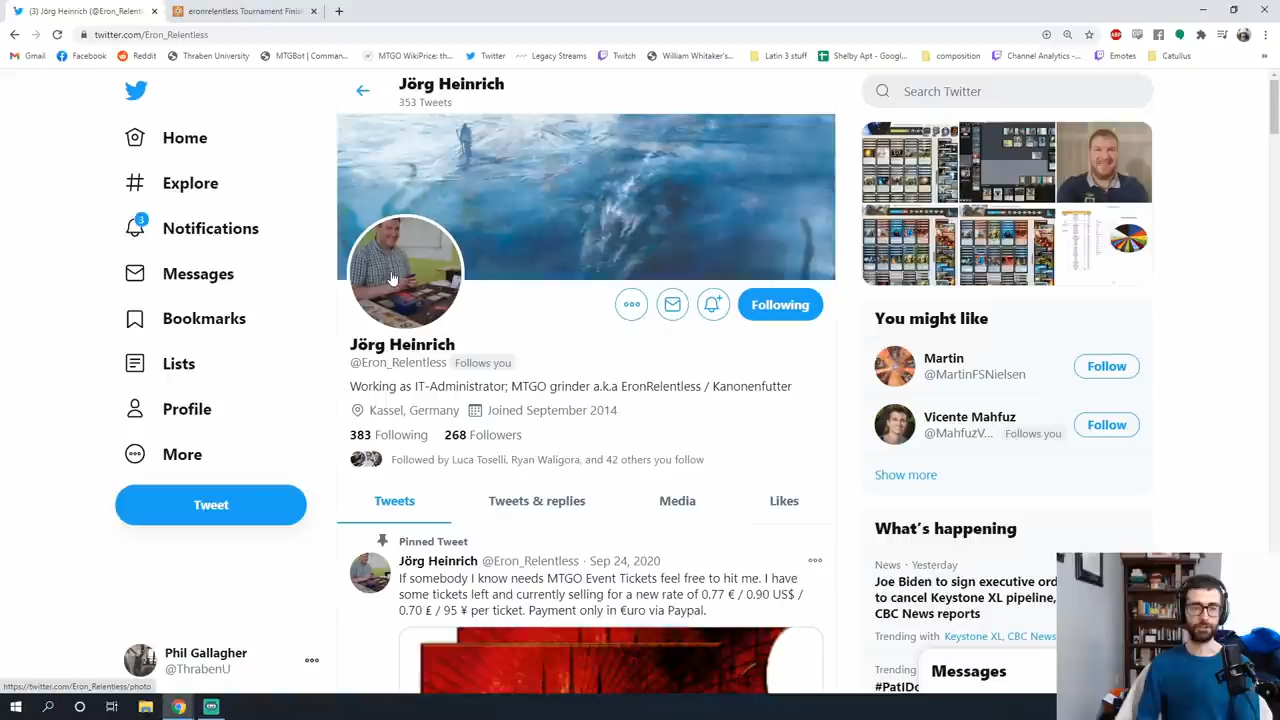 (3) Jörg Heinrich (@Eron_Relentl
eronrelentless Tournament Finish
twitter.com/Eron_Relentless
Gmail
Facebook
Reddit
Thraben University
MTGBot | Comman...
MTGO WikiPrice: th...
Twitter
Legacy Streams
Twitch
William Whitaker's...
Latin 3 stuff
Shelby Apt - Googl...
composition
Channel Analytics -...
Emotes
Catullus
»
Jörg Heinrich
353 Tweets
Search Twitter
Home
Explore
3
Notifications
Messages
Bookmarks
Lists
Profile
More
Tweet
Following
Jörg Heinrich
@Eron_Relentless Follows you
Working as IT-Administrator; MTGO grinder a.k.a EronRelentless / Kanonenfutter
Kassel, Germany Joined September 2014
383 Following 268 Followers
Followed by Luca Toselli, Ryan Waligora, and 42 others you follow
Tweets
Tweets & replies
Media
Likes
Pinned Tweet
Jörg Heinrich @Eron_Relentless · Sep 24, 2020
If somebody I know needs MTGO Event Tickets feel free to hit me. I have
some tickets left and currently selling for a new rate of 0.77 € / 0.90 US$ /
0.70 £ / 95 ¥ per ticket. Payment only in €uro via Paypal.
You might like
Martin
@MartinFSNielsen
Follow
Vicente Mahfuz
@MahfuzV... Follows you
Follow
Show more
What's happening
News · Yesterday
Joe Biden to sign executive ord
to cancel Keystone XL pipeline,
CBC News reports
Trending with Keystone XL, CBC News
Trending
#PatIDo
Messages
Phil Gallagher
@ThrabenU
https://twitter.com/Eron_Relentless/photo